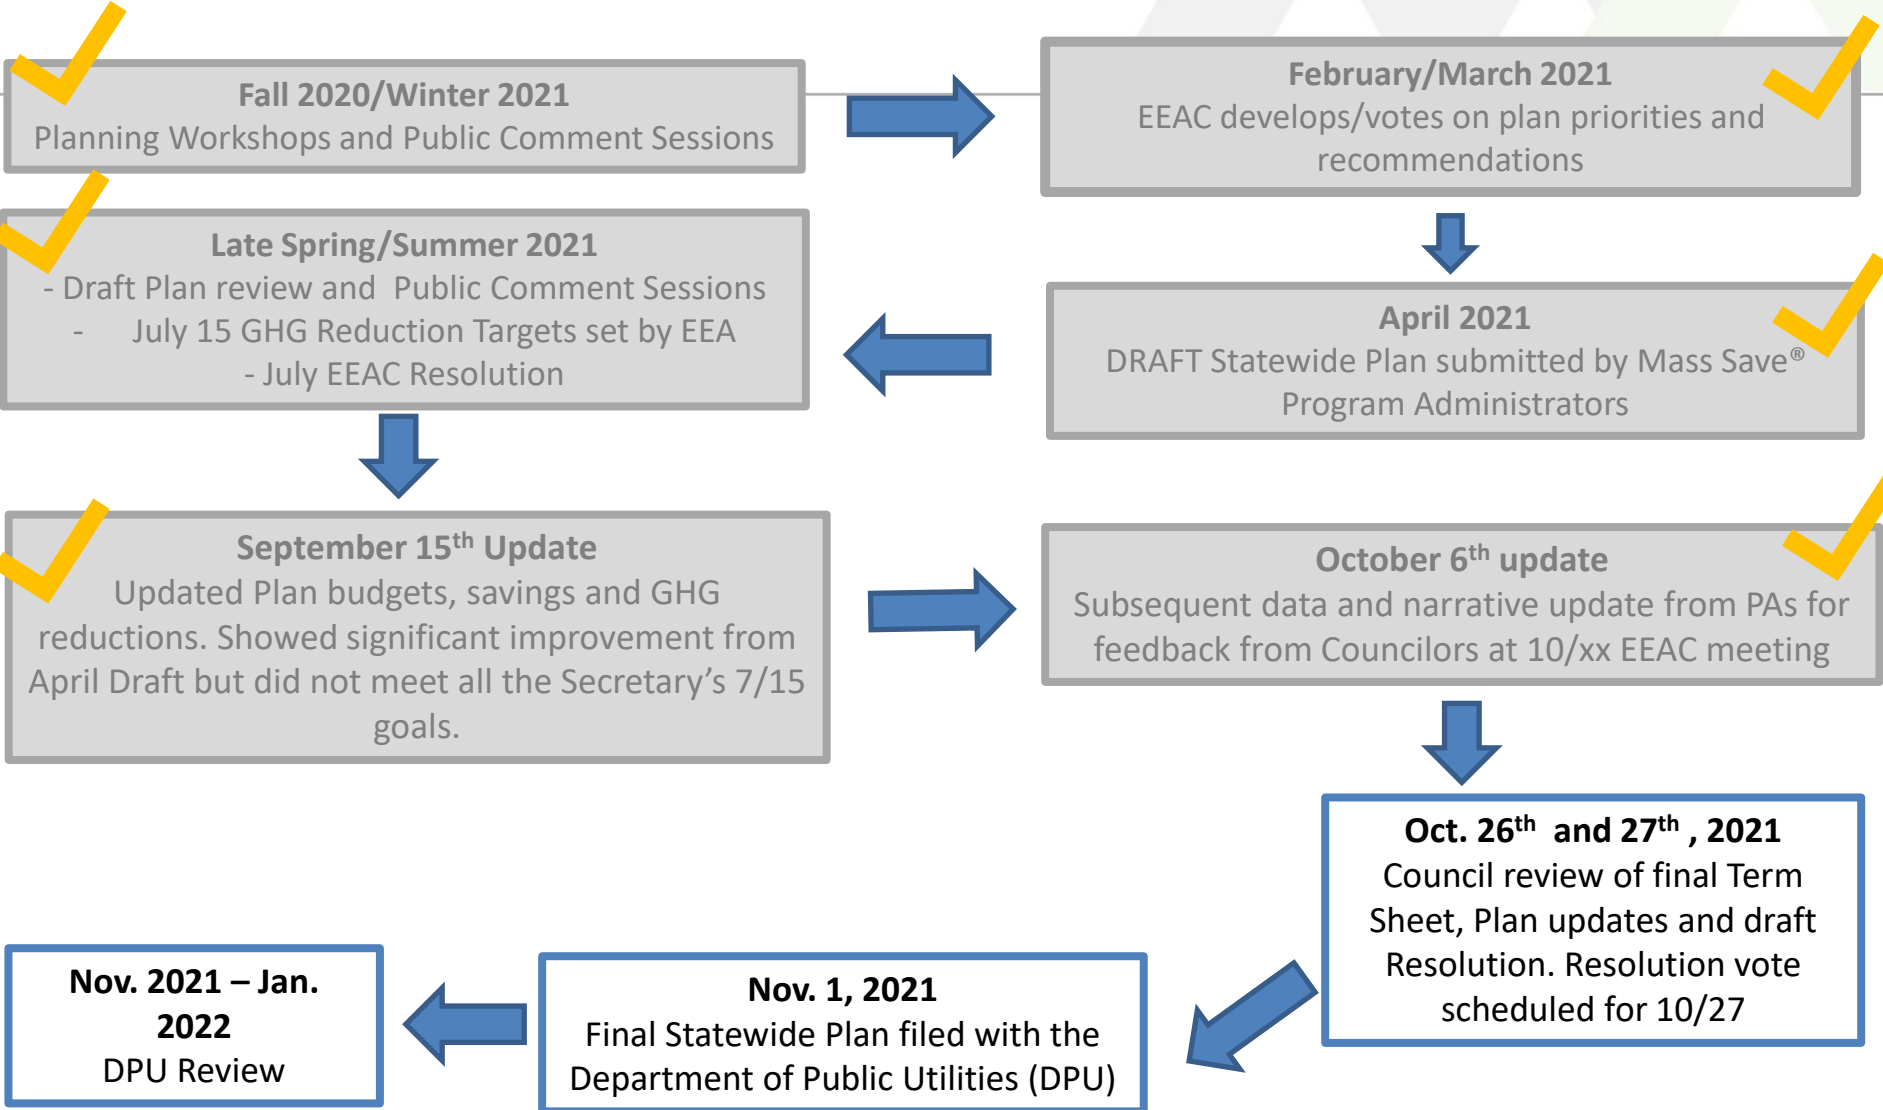 Fall 2020/Winter 2021
Planning Workshops and Public Comment Sessions
February/March 2021
EEAC develops/votes on plan priorities and
recommendations
April 2021
DRAFT Statewide Plan submitted by Mass Save®
Program Administrators
Late Spring/Summer 2021
- Draft Plan review and Public Comment Sessions
- July 15 GHG Reduction Targets set by EEA
- July EEAC Resolution
September 15th Update
Updated Plan budgets, savings and GHG
reductions. Showed significant improvement from
April Draft but did not meet all the Secretary’s 7/15
goals.
October 6th update
Subsequent data and narrative update from PAs for
feedback from Councilors at 10/xx EEAC meeting
Oct. 26th and 27th , 2021
Council review of final Term
Sheet, Plan updates and draft
Resolution. Resolution vote
scheduled for 10/27
Nov. 1, 2021
Final Statewide Plan filed with the
Department of Public Utilities (DPU)
Nov. 2021 – Jan.
2022
DPU Review